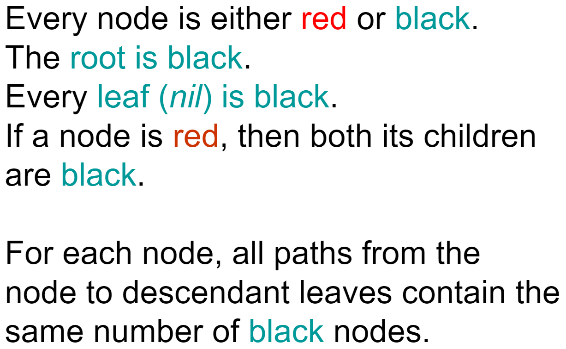 Every node is either red or black.
The root is black.
Every leaf (nil) is black.
If a node is red, then both its children
are black.
For each node, all paths from the
node to descendant leaves contain the
same number of black nodes.